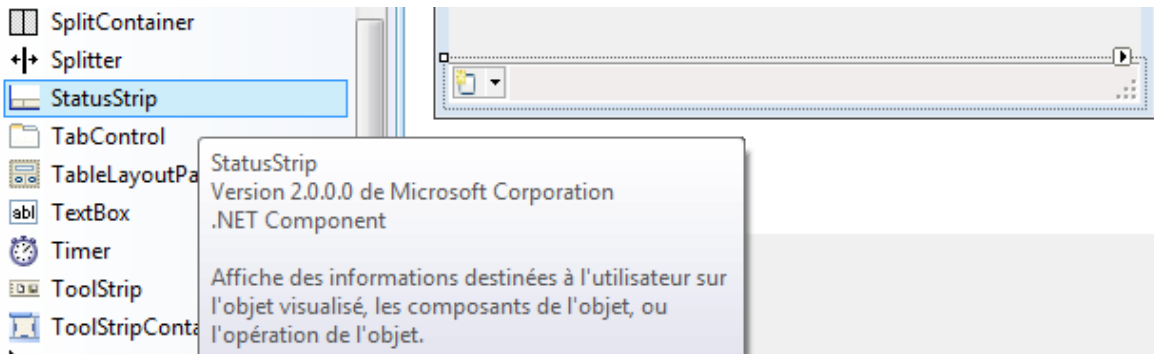 SplitContainer
Splitter
StatusStrip
TabControl
TableLayoutPa
abl TextBox
Timer
ToolStrip
ToolStripConta
StatusStrip
Version 2.0.0.0 de Microsoft Corporation
.NET Component
Affiche des informations destinées à l'utilisateur sur
l'objet visualisé, les composants de l'objet, ou
l'opération de l'objet.